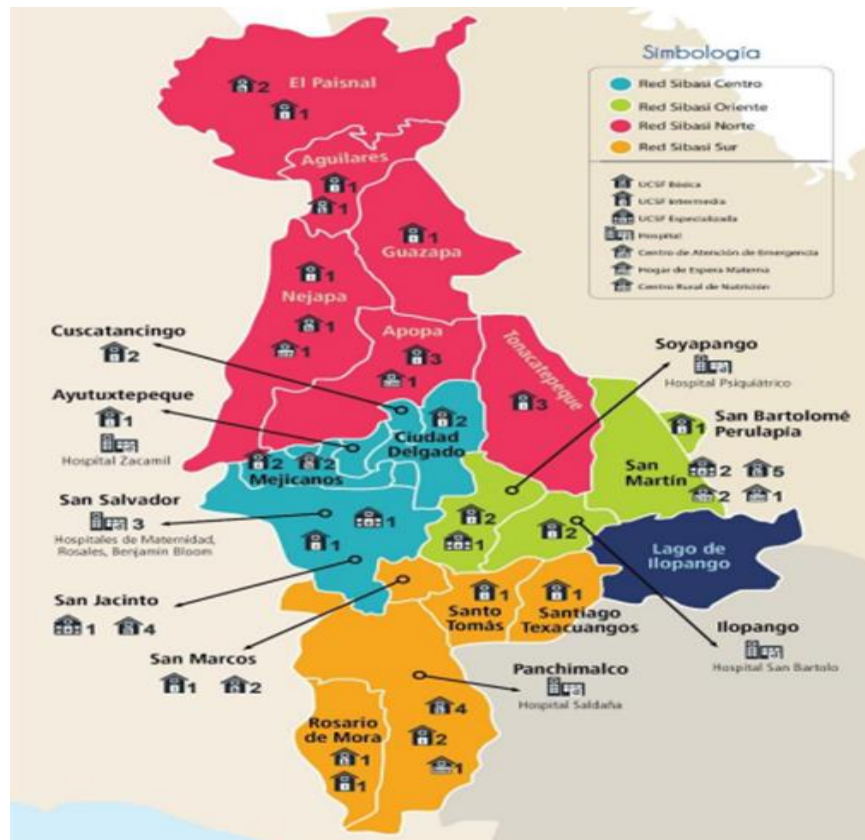 Simbología
Red Sibasi Centro
Red Sibasi Oriente
Red Sibasi Norte
Red Sibasi Sur
UCSF Básica
UCSF Intermedia
UCSF Especializada
Hospital
Centro de Atención de Emergencia
Hogar de Espera Materna
Centro Rural de Nutrición
El Paisnal
2
1
Aguilares
1
1
1
Guazapa
1
Nejapa
1
1
Apopa
3
1
Tonacatepeque
3
Cuscatancingo
2
Ayutuxtepeque
1
Hospital Zacamil
Ciudad
Delgado
2
2
2
Mejicanos
San Salvador
3
Hospitales de Maternidad,
Rosales, Benjamin Bloom
1
1
San Jacinto
1
4
San Marcos
1
2
Soyapango
Hospital Psiquiátrico
2
1
2
San Bartolomé
Perulapía
1
San
Martín
2
5
2
1
Lago de
Ilopango
Ilopango
Hospital San Bartolo
1
Santo
Tomás
1
Santiago
Texacuangos
Panchimalco
Hospital Saldaña
4
2
1
Rosario
de Mora
1
1